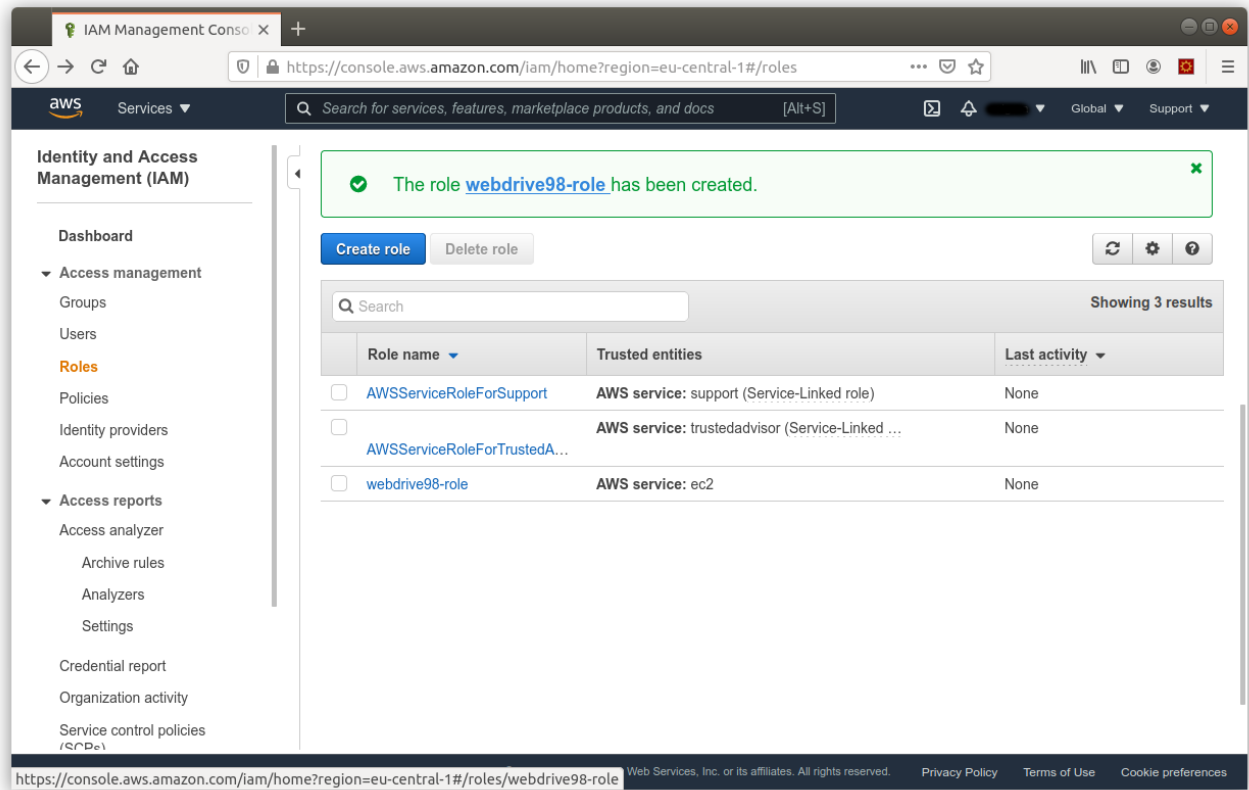 IAM Management Conso
https://console.aws.amazon.com/iam/home?region=eu-central-1#/roles
aws
Services
Search for services, features, marketplace products, and docs [Alt+S]
Global
Support
Identity and Access
Management (IAM)
Dashboard
Access management
Groups
Users
Roles
Policies
Identity providers
Account settings
Access reports
Access analyzer
Archive rules
Analyzers
Settings
Credential report
Organization activity
Service control policies
(SCPs)
The role webdrive98-role has been created.
Create role
Delete role
Search
Showing 3 results
Role name Trusted entities Last activity
AWSServiceRoleForSupport AWS service: support (Service-Linked role) None
AWS service: trustedadvisor (Service-Linked ... None
AWSServiceRoleForTrustedA...
webdrive98-role AWS service: ec2 None
https://console.aws.amazon.com/iam/home?region=eu-central-1#/roles/webdrive98-role
Web Services, Inc. or its affiliates. All rights reserved. Privacy Policy Terms of Use Cookie preferences